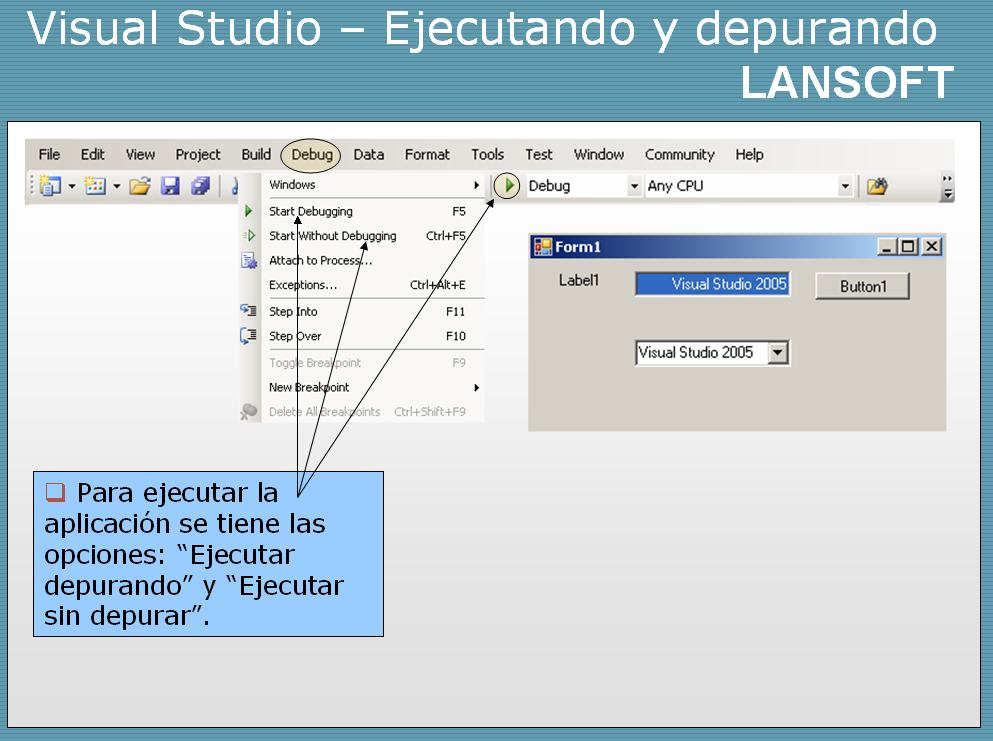 Visual Studio – Ejecutando y depurando
LANSOFT
File Edit View Project Build Debug Data Format Tools Test Window Community Help
Windows
Debug Any CPU
Start Debugging F5
Start Without Debugging Ctrl+F5
Attach to Process...
Exceptions... Ctrl+Alt+E
Step Into F11
Step Over F10
Toggle Breakpoint F9
New Breakpoint
Delete All Breakpoints Ctrl+Shift+F9
Form1
Label1 Visual Studio 2005 Button1
Visual Studio 2005
❑ Para ejecutar la
aplicación se tiene las
opciones: “Ejecutar
depurando” y “Ejecutar
sin depurar”.